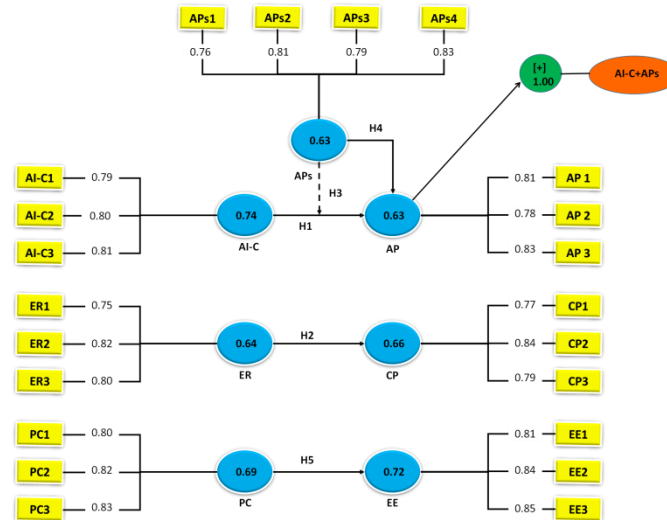 APs1 APs2 APs3 APs4
0.76 0.81 0.79 0.83
[+]
1.00
AI-C+APs
0.63
H4
APs
H3
AI-C1 0.79
AI-C2 0.80
AI-C3 0.81
0.74
AI-C
H1
0.63
AP
0.81 AP 1
0.78 AP 2
0.83 AP 3
ER1 0.75
ER2 0.82
ER3 0.80
0.64
ER
H2
0.66
CP
0.77 CP1
0.84 CP2
0.79 CP3
PC1 0.80
PC2 0.82
PC3 0.83
0.69
PC
H5
0.72
EE
0.81 EE1
0.84 EE2
0.85 EE3